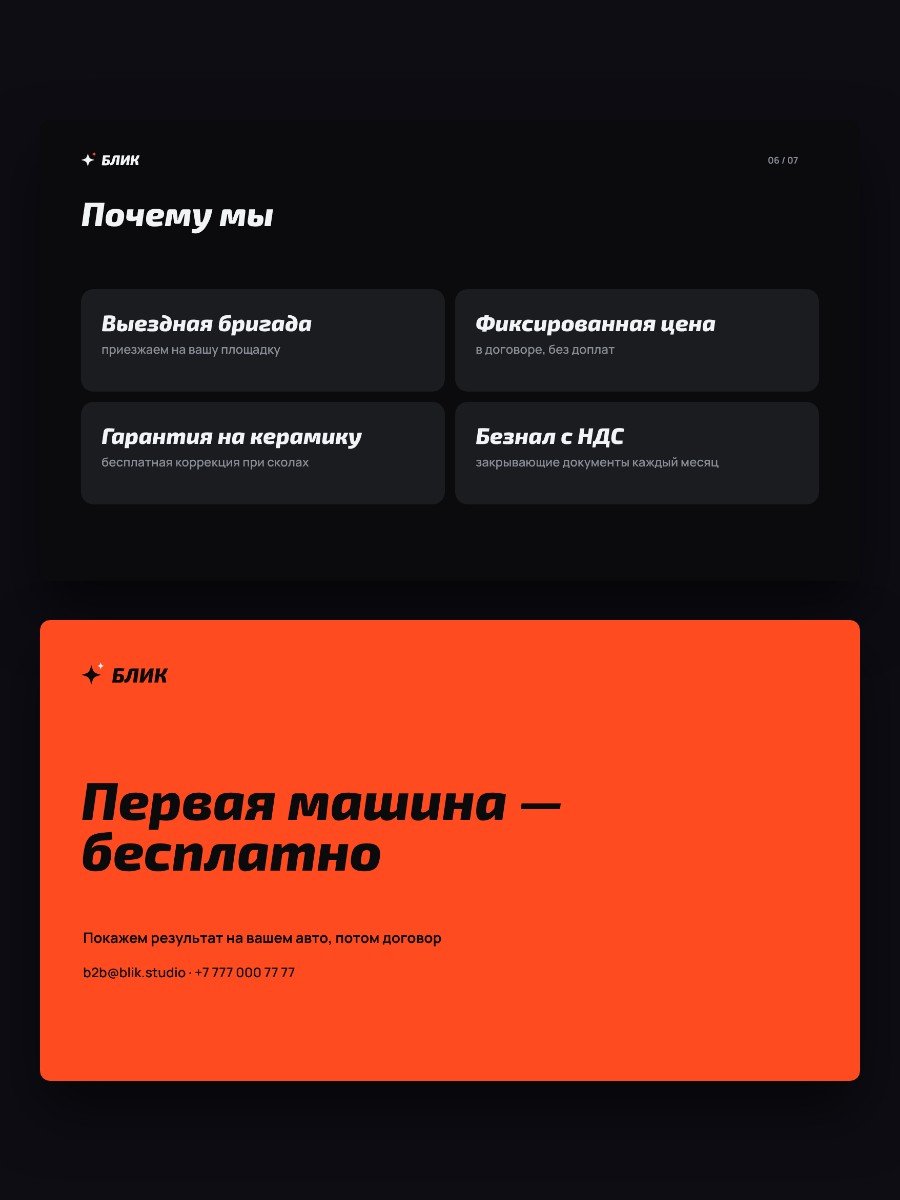 БЛИК
06 / 07
Почему мы
Выездная бригада
приезжаем на вашу площадку
Фиксированная цена
в договоре, без доплат
Гарантия на керамику
бесплатная коррекция при сколах
Безнал с НДС
закрывающие документы каждый месяц
БЛИК
Первая машина —
бесплатно
Покажем результат на вашем авто, потом договор
b2b@blik.studio · +7 777 000 77 77